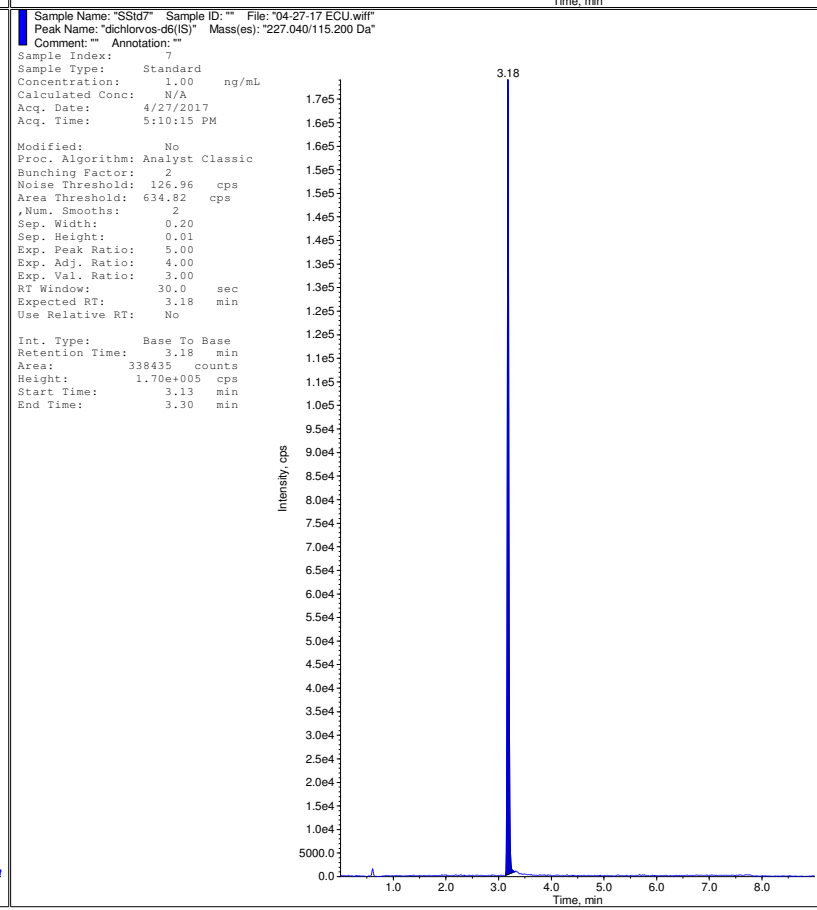 Time, min
Sample Name: "SStd7" Sample ID: "" File: "04-27-17 ECU.wiff"
Peak Name: "dichlorvos-d6(IS)" Mass(es): "227.040/115.200 Da"
Comment: "" Annotation: ""
Sample Index: 7
Sample Type: Standard
Concentration: 1.00 ng/mL
Calculated Conc: N/A
Acq. Date: 4/27/2017
Acq. Time: 5:10:15 PM
Modified: No
Proc. Algorithm: Analyst Classic
Bunching Factor: 2
Noise Threshold: 126.96 cps
Area Threshold: 634.82 cps
,Num. Smooths: 2
Sep. Width: 0.20
Sep. Height: 0.01
Exp. Peak Ratio: 5.00
Exp. Adj. Ratio: 4.00
Exp. Val. Ratio: 3.00
RT Window: 30.0 sec
Expected RT: 3.18 min
Use Relative RT: No
Int. Type: Base To Base
Retention Time: 3.18 min
Area: 338435 counts
Height: 1.70e+005 cps
Start Time: 3.13 min
End Time: 3.30 min
3.18
1.7e5
1.6e5
1.6e5
1.5e5
1.5e5
1.4e5
1.4e5
1.3e5
1.3e5
1.2e5
1.2e5
1.1e5
1.1e5
1.0e5
9.5e4
9.0e4
8.5e4
8.0e4
7.5e4
7.0e4
6.5e4
6.0e4
5.5e4
5.0e4
4.5e4
4.0e4
3.5e4
3.0e4
2.5e4
2.0e4
1.5e4
1.0e4
5000.0
0.0
Intensity, cps
1.0 2.0 3.0 4.0 5.0 6.0 7.0 8.0
Time, min